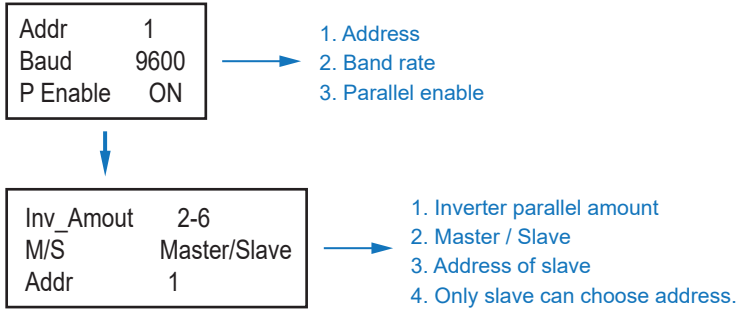 Addr 1
Baud 9600
P Enable ON
1. Address
2. Band rate
3. Parallel enable
Inv_Amout 2-6
M/S Master/Slave
Addr 1
1. Inverter parallel amount
2. Master / Slave
3. Address of slave
4. Only slave can choose address.